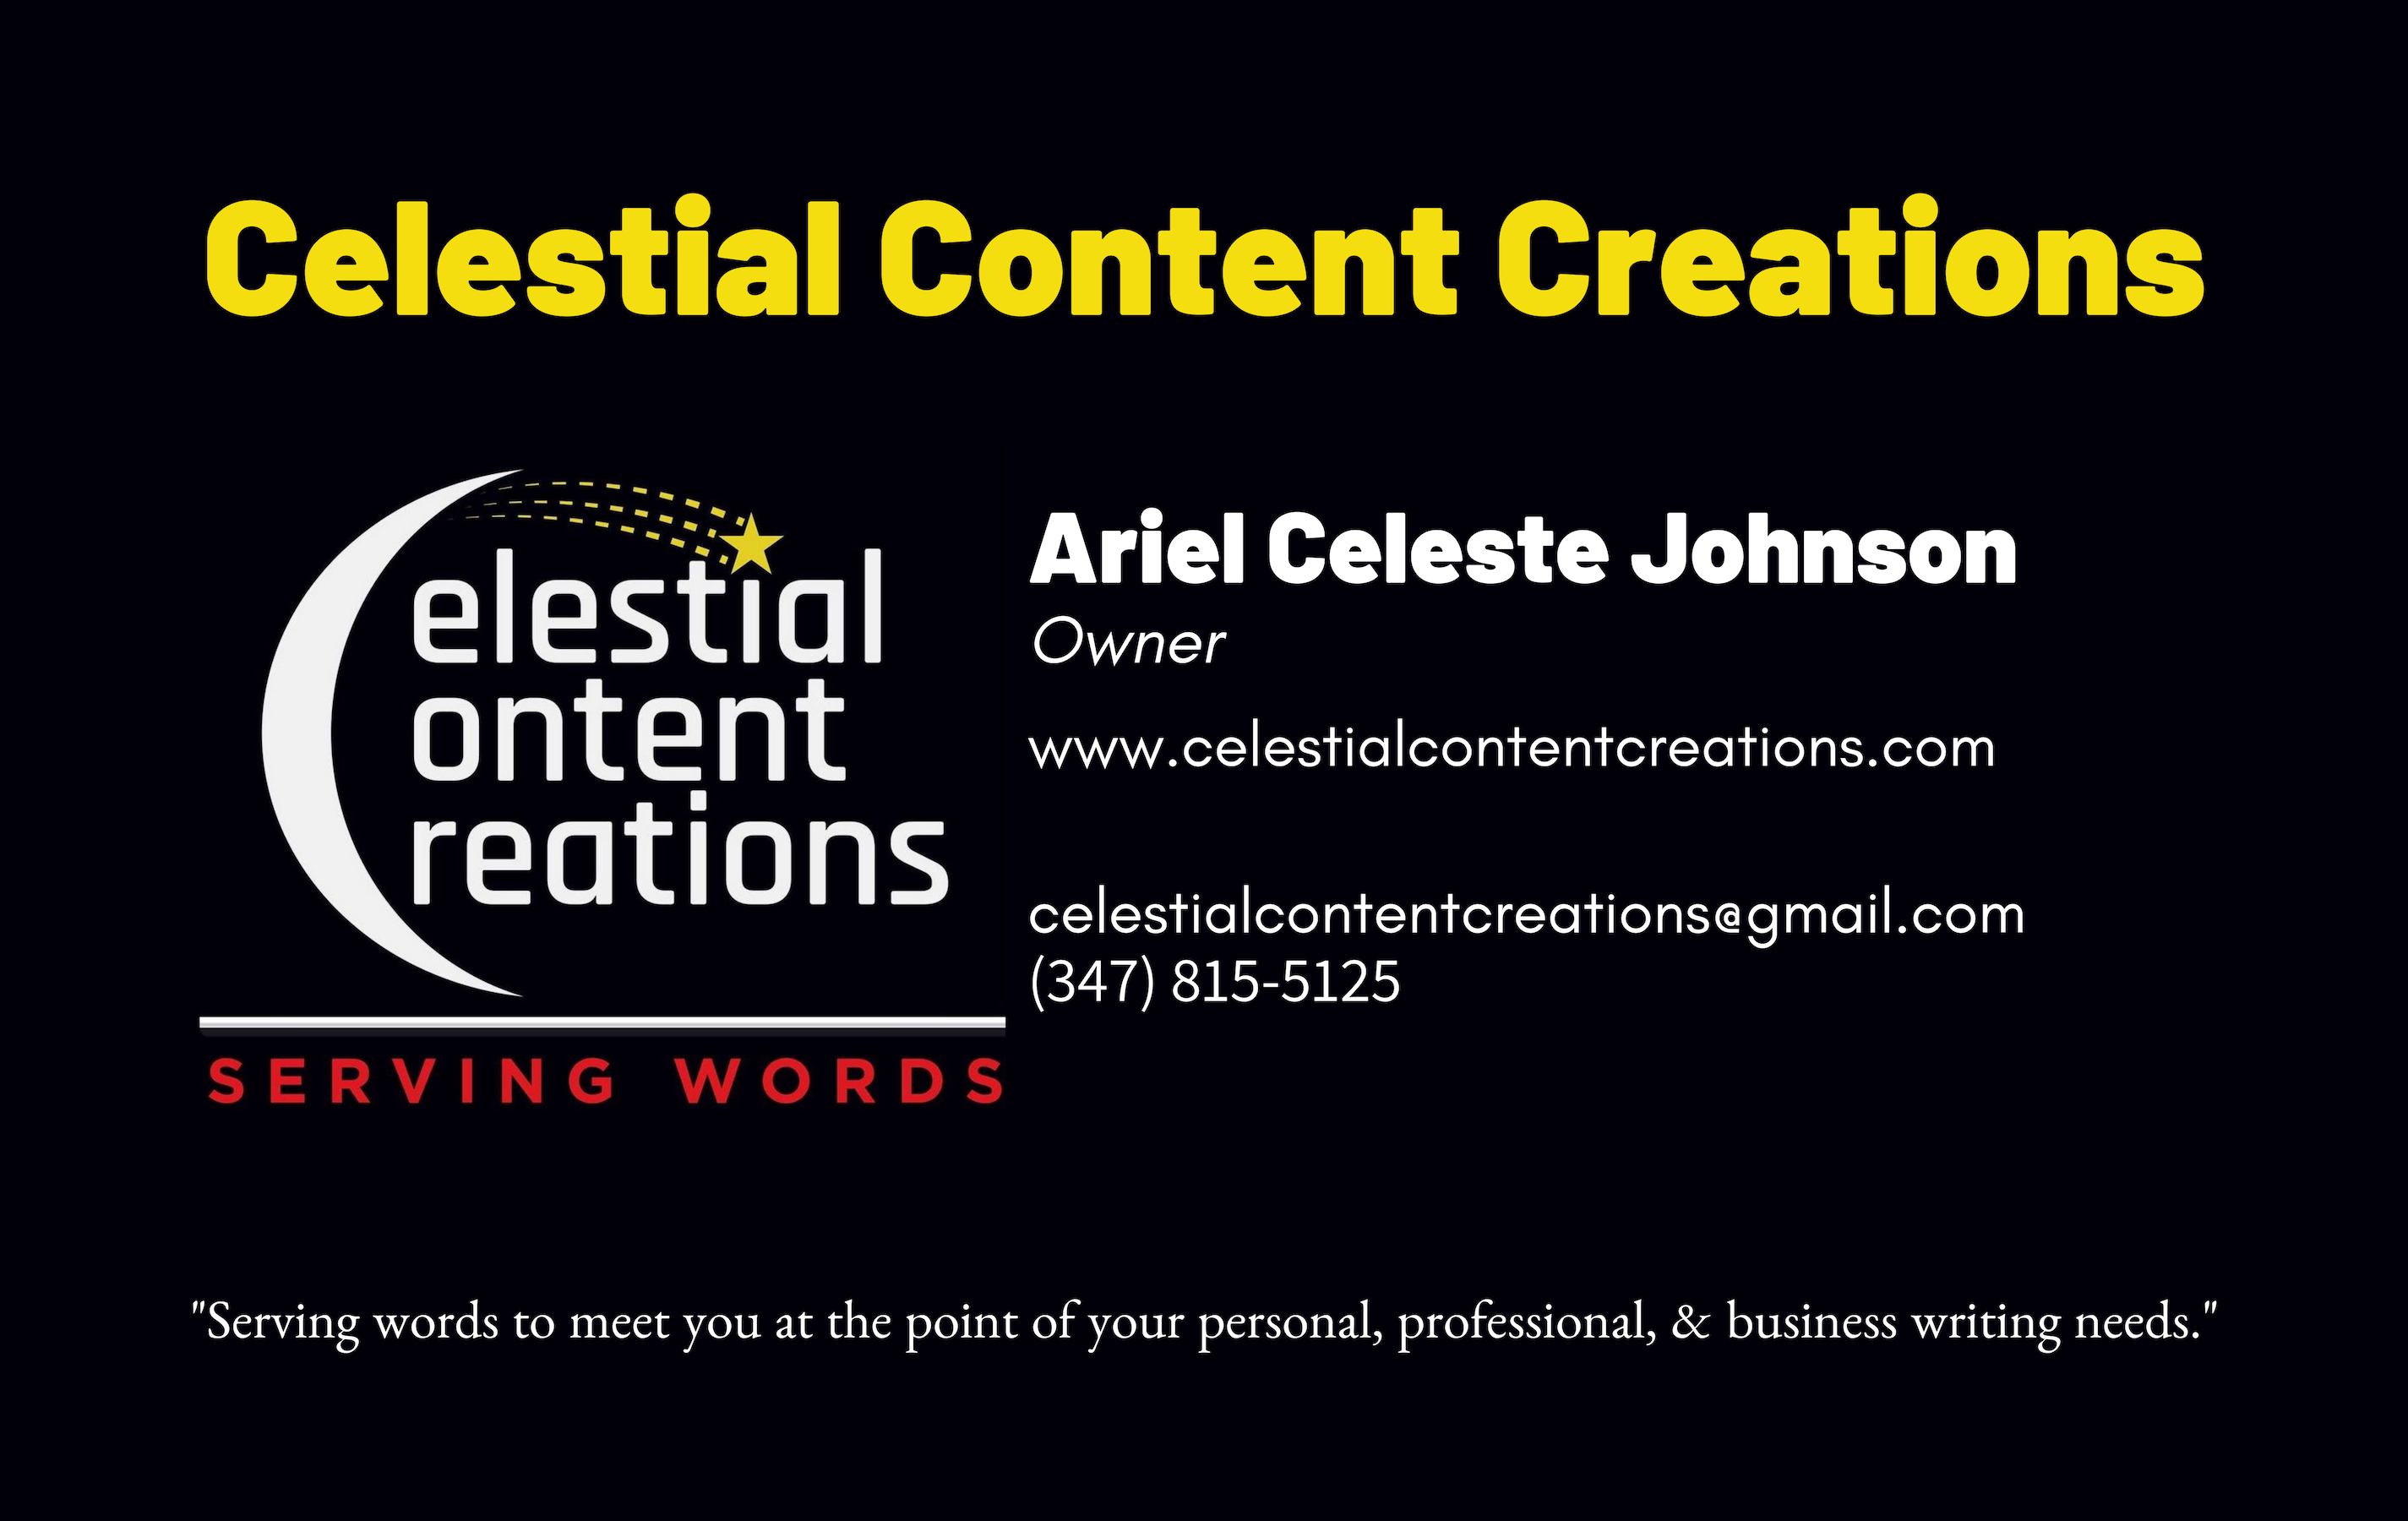 Celestial Content Creations
elestial
ontent
reations
SERVING WORDS
Ariel Celeste Johnson
Owner
www.celestialcontentcreations.com
celestialcontentcreations@gmail.com
(347) 815-5125
"Serving words to meet you at the point of your personal, professional, & business writing needs."